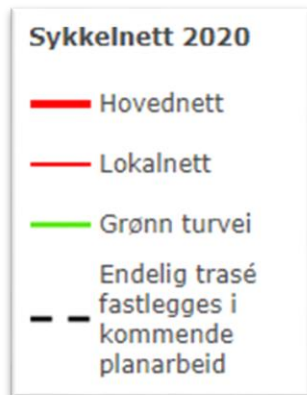 Sykkelnett 2020
Hovednett
Lokalnett
Grønn turvei
Endelig trasé
fastlegges i
kommende
planarbeid